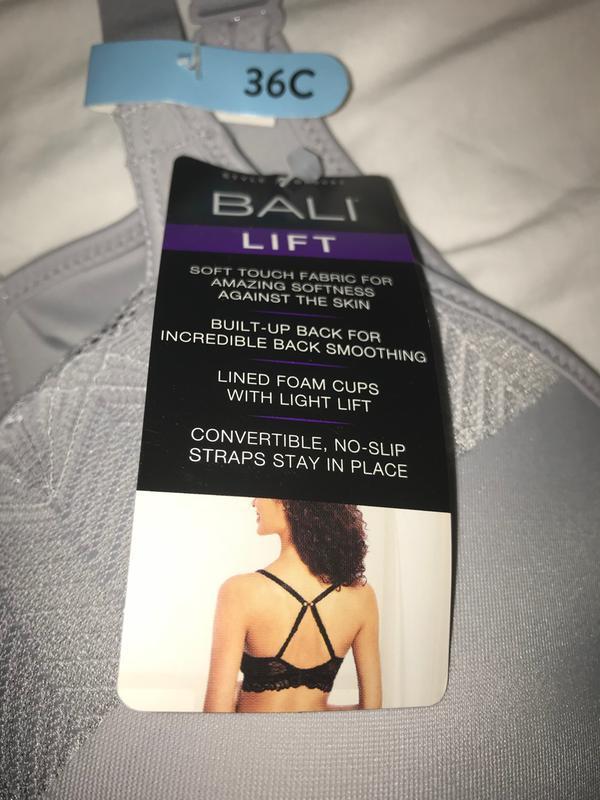 36C
STYLE
BALI
LIFT
SOFT TOUCH FABRIC FOR
AMAZING SOFTNESS
AGAINST THE SKIN
BUILT-UP BACK FOR
INCREDIBLE BACK SMOOTHING
LINED FOAM CUPS
WITH LIGHT LIFT
CONVERTIBLE, NO-SLIP
STRAPS STAY IN PLACE